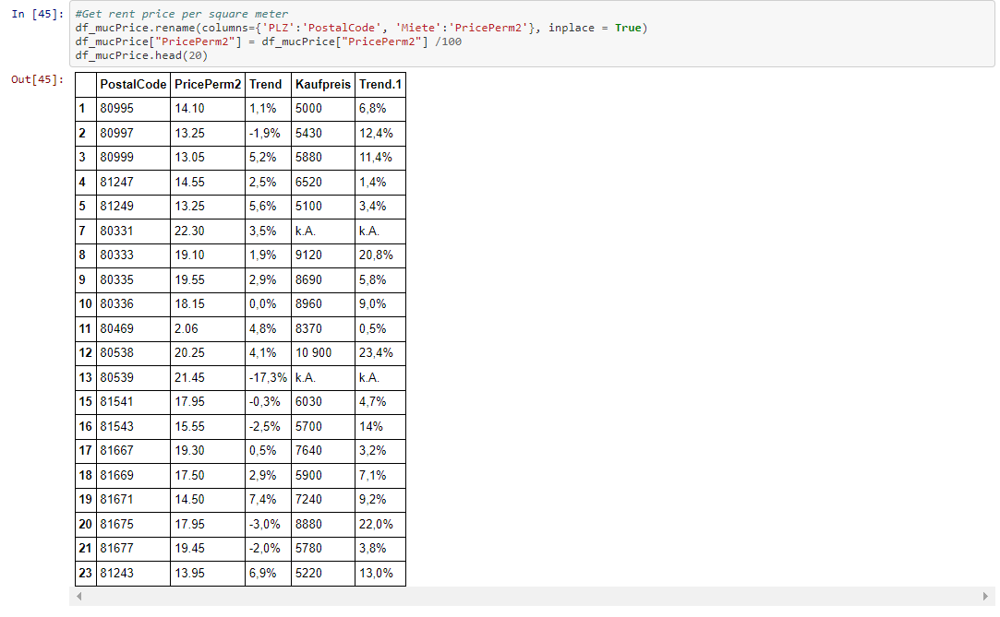 In [45]: #Get rent price per square meter
df_mucPrice.rename(columns={'PLZ':'PostalCode', 'Miete':'PricePerm2'}, inplace = True)
df_mucPrice["PricePerm2"] = df_mucPrice["PricePerm2"] /100
df_mucPrice.head(20)
Out[45]:
PostalCode PricePerm2 Trend Kaufpreis Trend.1
1 80995 14.10 1,1% 5000 6,8%
2 80997 13.25 -1,9% 5430 12,4%
3 80999 13.05 5,2% 5880 11,4%
4 81247 14.55 2,5% 6520 1,4%
5 81249 13.25 5,6% 5100 3,4%
7 80331 22.30 3,5% k.A. k.A.
8 80333 19.10 1,9% 9120 20,8%
9 80335 19.55 2,9% 8690 5,8%
10 80336 18.15 0,0% 8960 9,0%
11 80469 2.06 4,8% 8370 0,5%
12 80538 20.25 4,1% 10 900 23,4%
13 80539 21.45 -17,3% k.A. k.A.
15 81541 17.95 -0,3% 6030 4,7%
16 81543 15.55 -2,5% 5700 14%
17 81667 19.30 0,5% 7640 3,2%
18 81669 17.50 2,9% 5900 7,1%
19 81671 14.50 7,4% 7240 9,2%
20 81675 17.95 -3,0% 8880 22,0%
21 81677 19.45 -2,0% 5780 3,8%
23 81243 13.95 6,9% 5220 13,0%